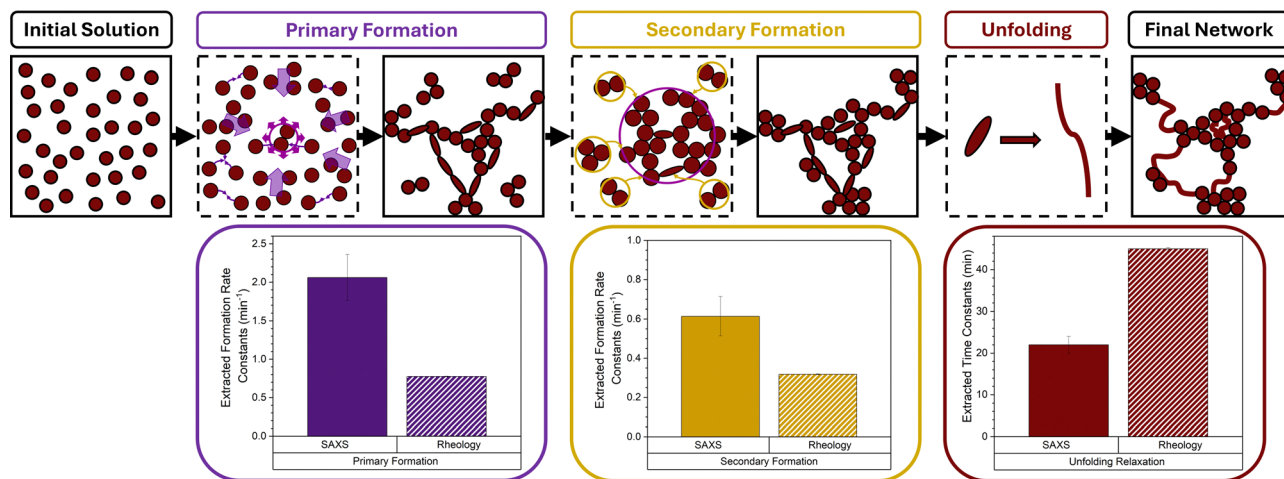 Initial Solution
Primary Formation
Secondary Formation
Unfolding
Final Network
Extracted Formation Rate
Constants (min⁻¹)
2.5
2.0
1.5
1.0
0.5
0.0
SAXS
Rheology
Primary Formation
Extracted Formation Rate
Constants (min⁻¹)
1.0
0.8
0.6
0.4
0.2
0.0
SAXS
Rheology
Secondary Formation
Extracted Time Constants (min)
40
30
20
10
0
SAXS
Rheology
Unfolding Relaxation